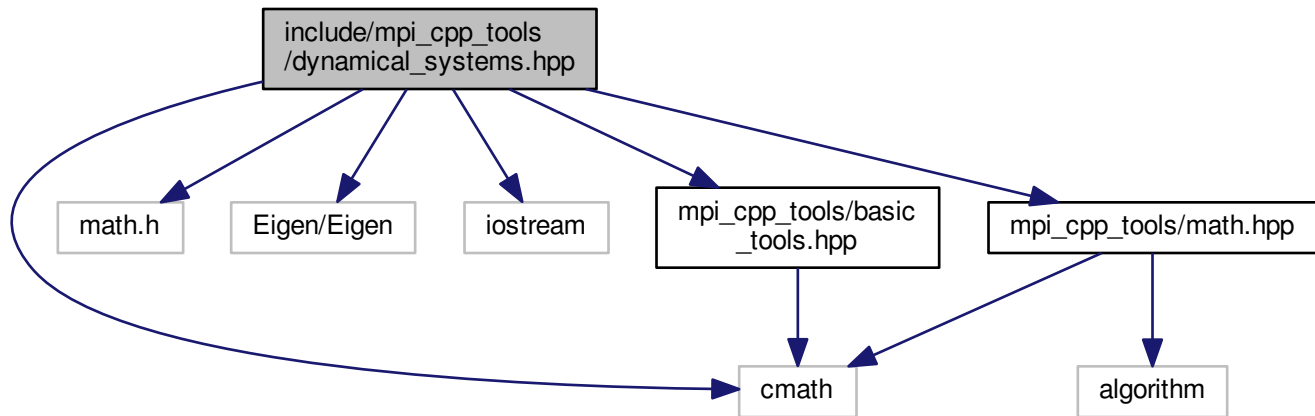 include/mpi_cpp_tools
/dynamical_systems.hpp
math.h
Eigen/Eigen
iostream
mpi_cpp_tools/basic
_tools.hpp
mpi_cpp_tools/math.hpp
cmath
algorithm